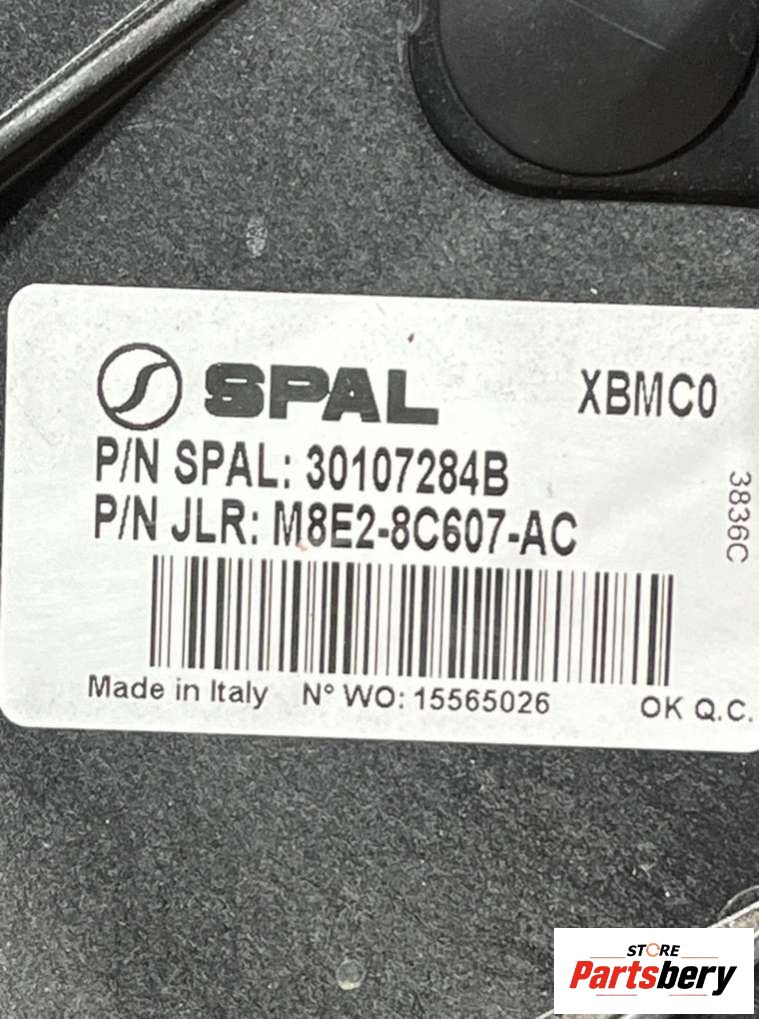 SPAL XBMC0
P/N SPAL: 30107284B
P/N JLR: M8E2-8C607-AC
3836C
Made in Italy N° WO: 15565026 OK Q.C.
STORE
Partsbery